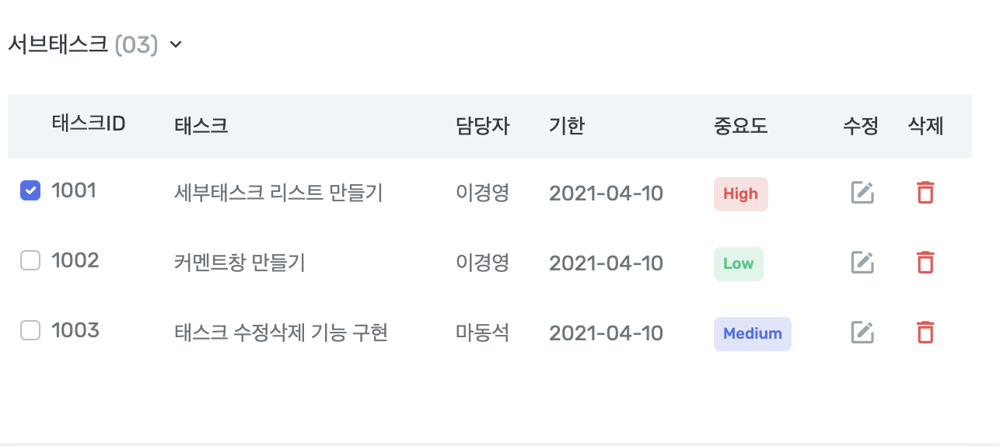 서브태스크 (03)
태스크ID 태스크 담당자 기한 중요도 수정 삭제
1001 세부태스크 리스트 만들기 이경영 2021-04-10 High
1002 커멘트창 만들기 이경영 2021-04-10 Low
1003 태스크 수정삭제 기능 구현 마동석 2021-04-10 Medium